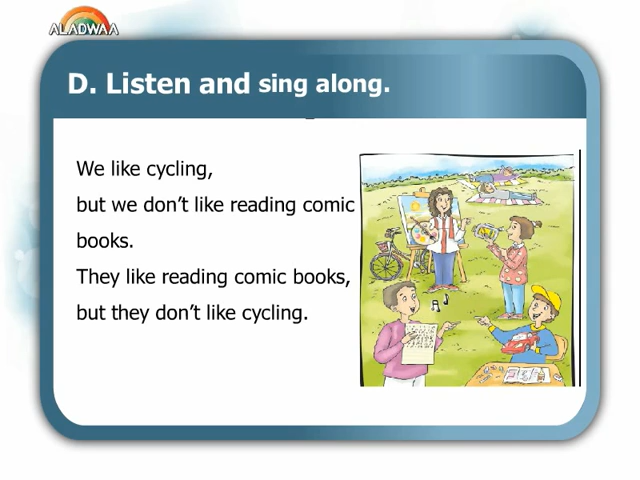 ALADWAA
D. Listen and sing along.
We like cycling,
but we don't like reading comic
books.
They like reading comic books,
but they don't like cycling.